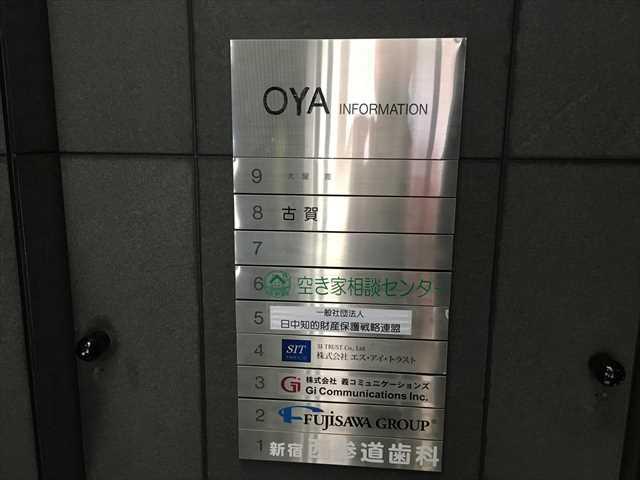 OYA INFORMATION
9 大屋
8 古賀
7
6 空き家相談センター
5 一般社団法人
日中知的財産保護戦略連盟
4 SIT SI TRUST Co., Ltd.
株式会社 エス・アイ・トラスト
3 Gi 株式会社 義コミュニケーションズ
Gi Communications Inc.
2 FUJISAWA GROUP
1 新宿西参道歯科